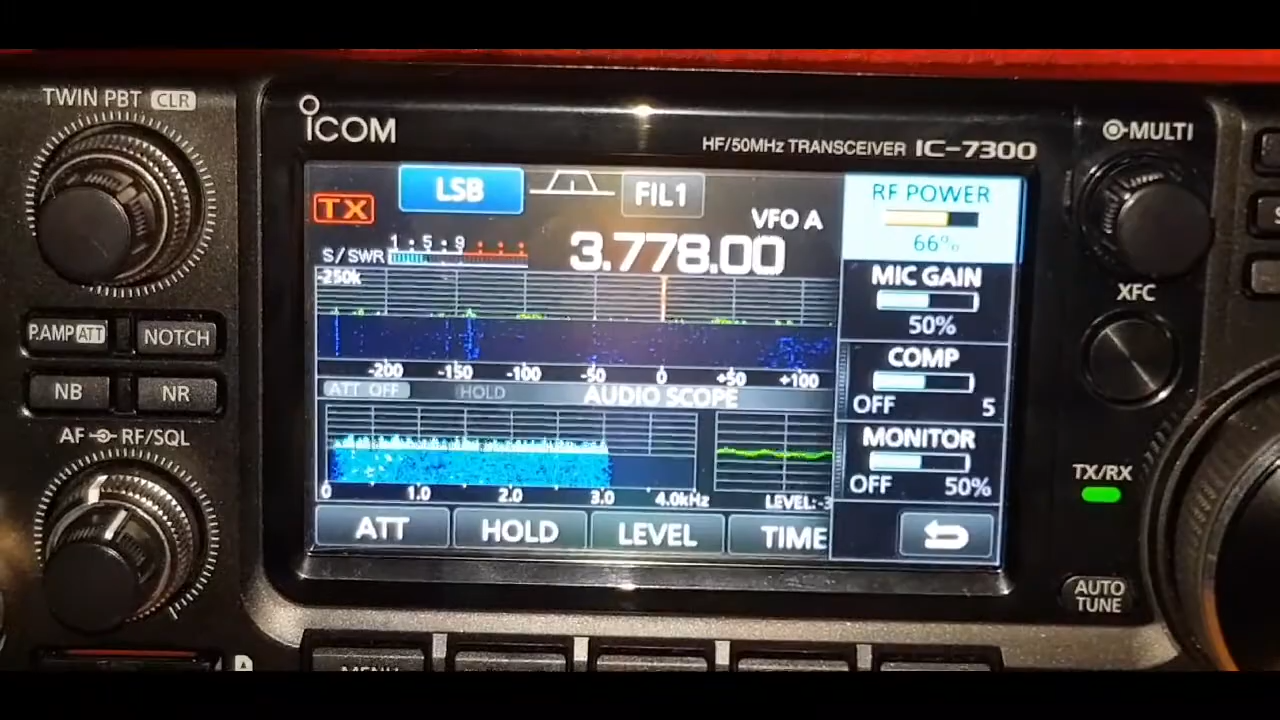 TWIN PBT CLR
ICOM
HF/50MHz TRANSCEIVER IC-7300
MULTI
LSB
FIL1
RF POWER
TX
VFO A
66%
S/SWR 1 5 9
3.778.00
-250k
MIC GAIN
50%
XFC
P.AMP ATT
NOTCH
-200 -150 -100 -50 0 +50 +100
COMP
OFF 5
NB
NR
ATT OFF
HOLD
AUDIO SCOPE
AF RF/SQL
MONITOR
OFF 50%
TX/RX
0 1.0 2.0 3.0 4.0kHz
LEVEL:-3
ATT
HOLD
LEVEL
TIME
AUTO
TUNE
MENU